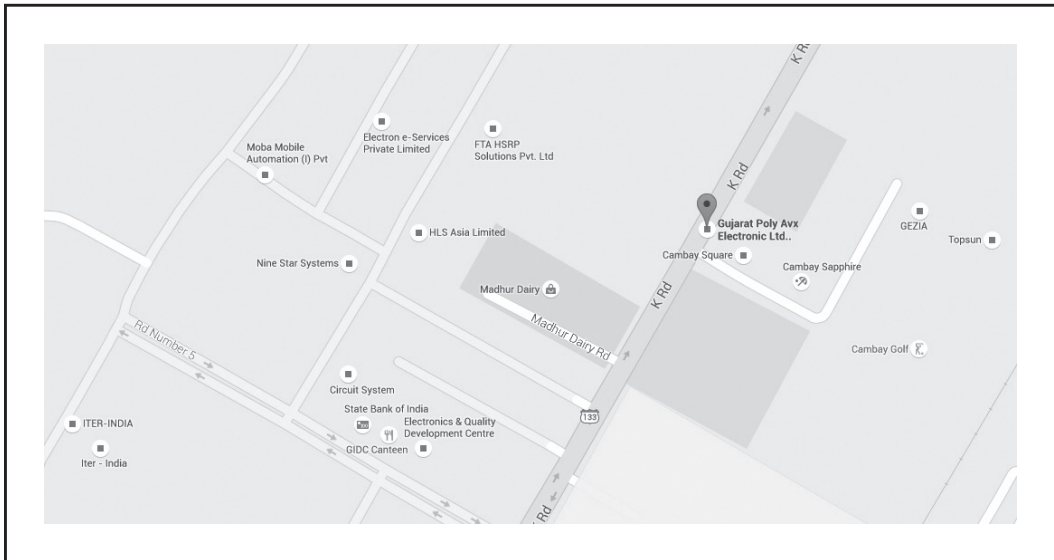 K Rd
Electron e-Services
Private Limited
FTA HSRP
Solutions Pvt. Ltd
Moba Mobile
Automation (I) Pvt
K Rd
Gujarat Poly Avx
Electronic Ltd..
GEZIA
HLS Asia Limited
Topsun
Cambay Square
Nine Star Systems
Cambay Sapphire
Madhur Dairy
K Rd
Madhur Dairy Rd
Rd Number 5
Cambay Golf
Circuit System
133
State Bank of India
ITER-INDIA
Electronics & Quality
Development Centre
GIDC Canteen
Iter - India
K Rd